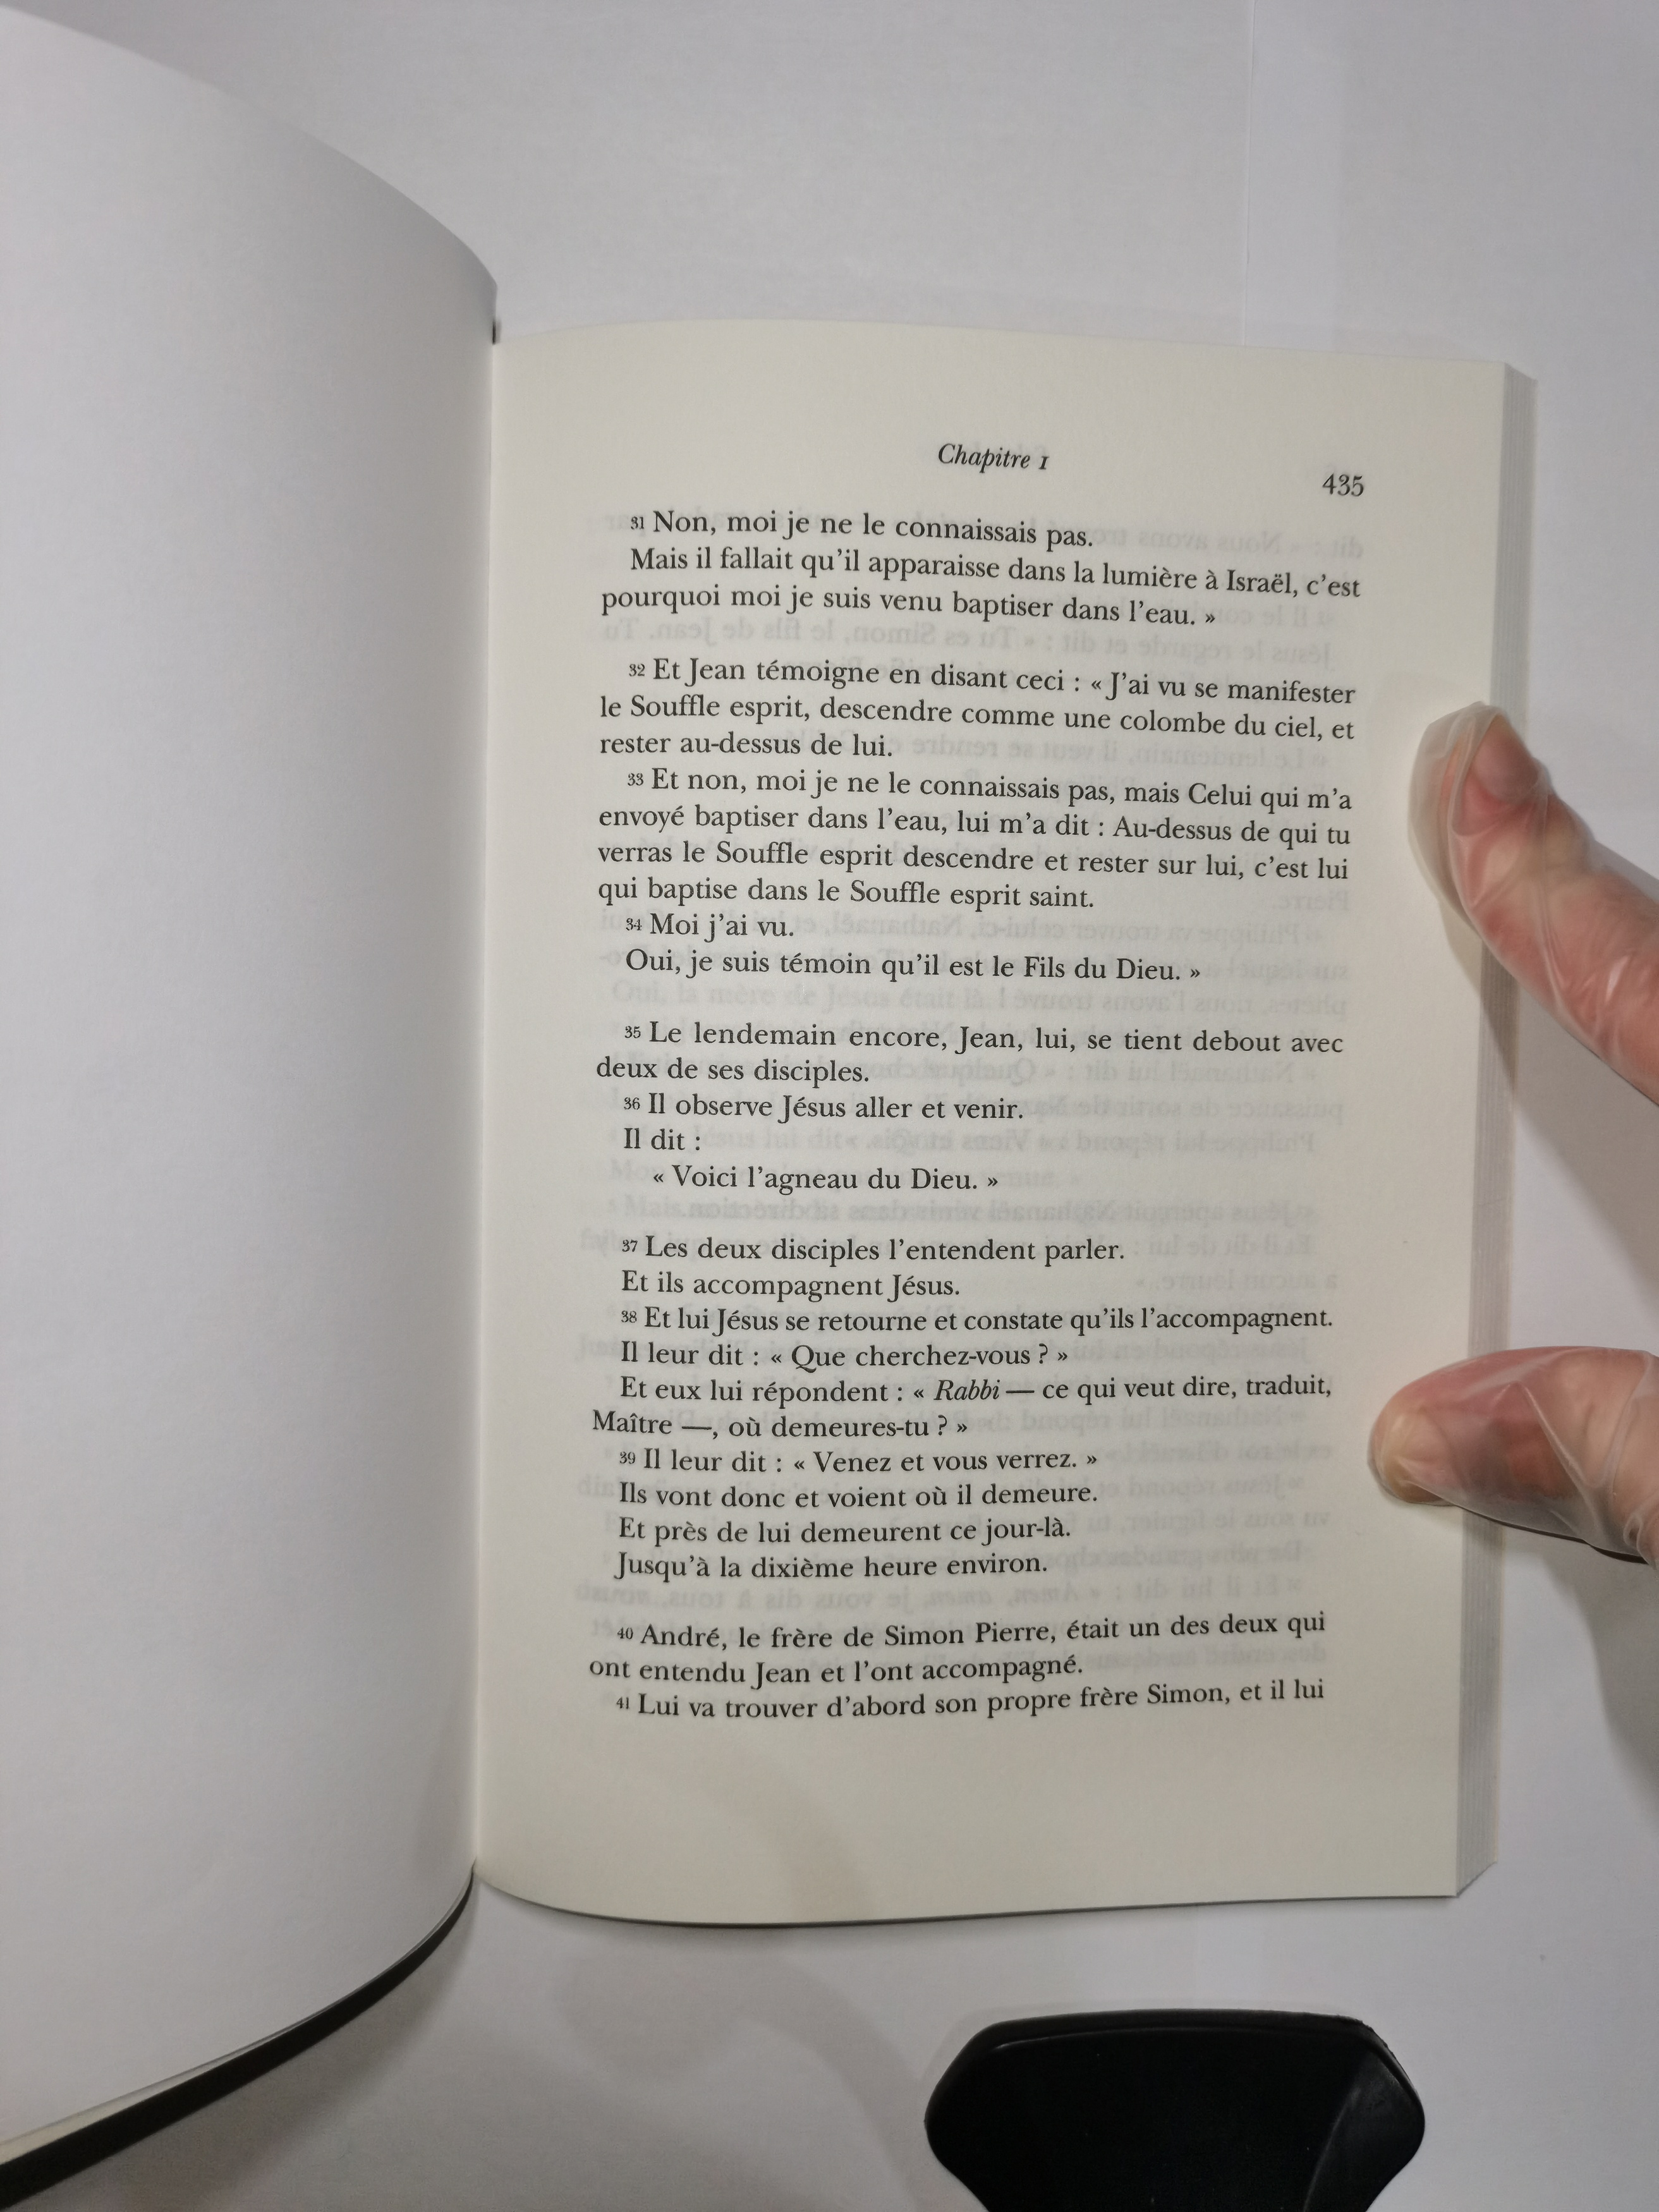 Chapitre 1
435
31 Non, moi je ne le connaissais pas.
Mais il fallait qu'il apparaisse dans la lumière à Israël, c'est
pourquoi moi je suis venu baptiser dans l'eau. »
32 Et Jean témoigne en disant ceci : « J'ai vu se manifester
le Souffle esprit, descendre comme une colombe du ciel, et
rester au-dessus de lui.
33 Et non, moi je ne le connaissais pas, mais Celui qui m'a
envoyé baptiser dans l'eau, lui m'a dit : Au-dessus de qui tu
verras le Souffle esprit descendre et rester sur lui, c'est lui
qui baptise dans le Souffle esprit saint.
34 Moi j'ai vu.
Oui, je suis témoin qu'il est le Fils du Dieu. »
35 Le lendemain encore, Jean, lui, se tient debout avec
deux de ses disciples.
36 Il observe Jésus aller et venir.
Il dit :
« Voici l'agneau du Dieu. »
37 Les deux disciples l'entendent parler.
Et ils accompagnent Jésus.
38 Et lui Jésus se retourne et constate qu'ils l'accompagnent.
Il leur dit : « Que cherchez-vous ? »
Et eux lui répondent : « Rabbi — ce qui veut dire, traduit,
Maître —, où demeures-tu ? »
39 Il leur dit : « Venez et vous verrez. »
Ils vont donc et voient où il demeure.
Et près de lui demeurent ce jour-là.
Jusqu'à la dixième heure environ.
40 André, le frère de Simon Pierre, était un des deux qui
ont entendu Jean et l'ont accompagné.
41 Lui va trouver d'abord son propre frère Simon, et il lui